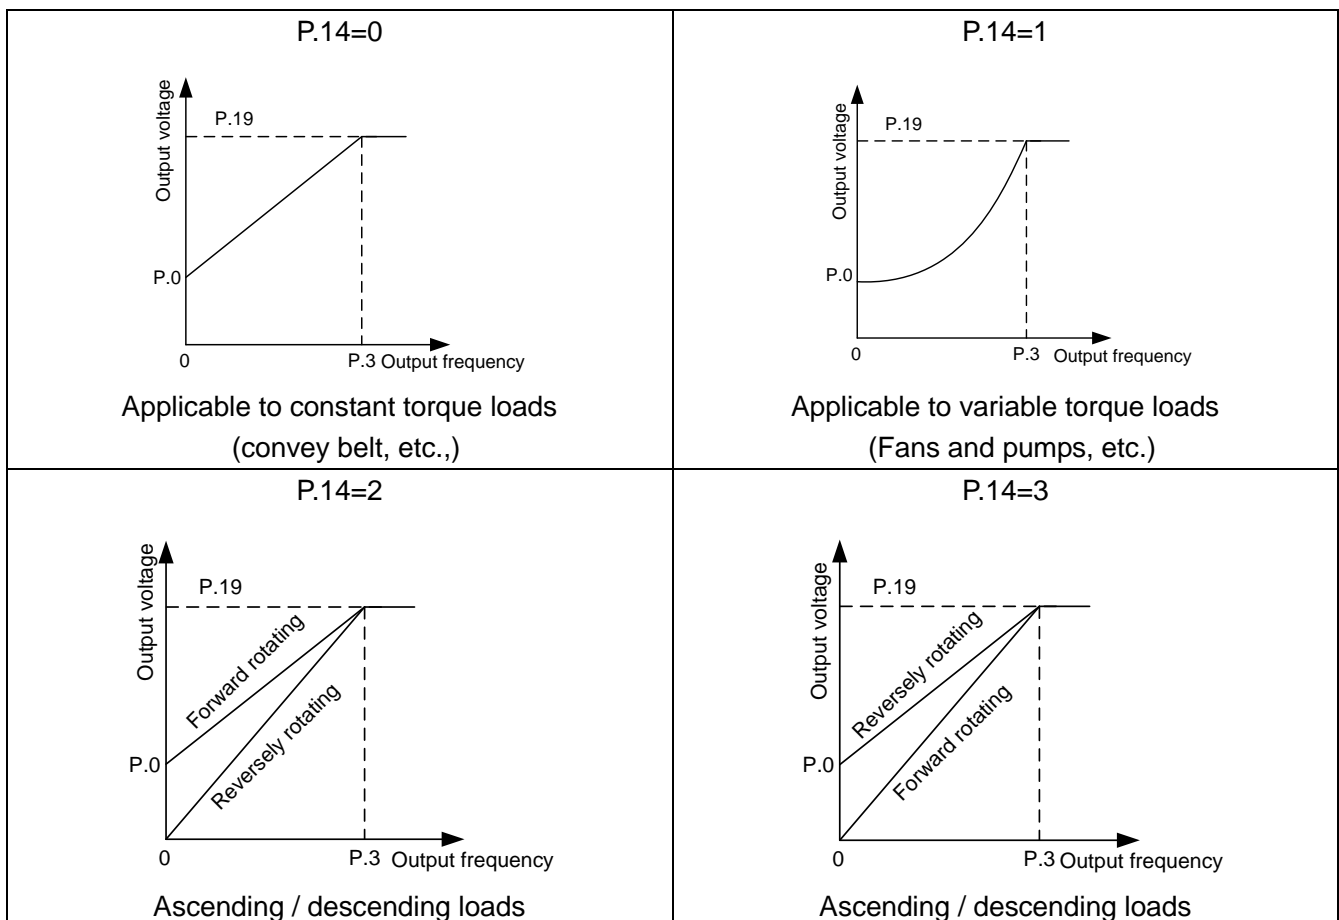 P.14=0
Output voltage
P.19
P.0
0
P.3 Output frequency
Applicable to constant torque loads
(convey belt, etc.,)
P.14=1
Output voltage
P.19
P.0
0
P.3 Output frequency
Applicable to variable torque loads
(Fans and pumps, etc.)
P.14=2
Output voltage
P.19
Forward rotating
Reversely rotating
P.0
0
P.3 Output frequency
Ascending / descending loads
P.14=3
Output voltage
P.19
Reversely rotating
Forward rotating
P.0
0
P.3 Output frequency
Ascending / descending loads